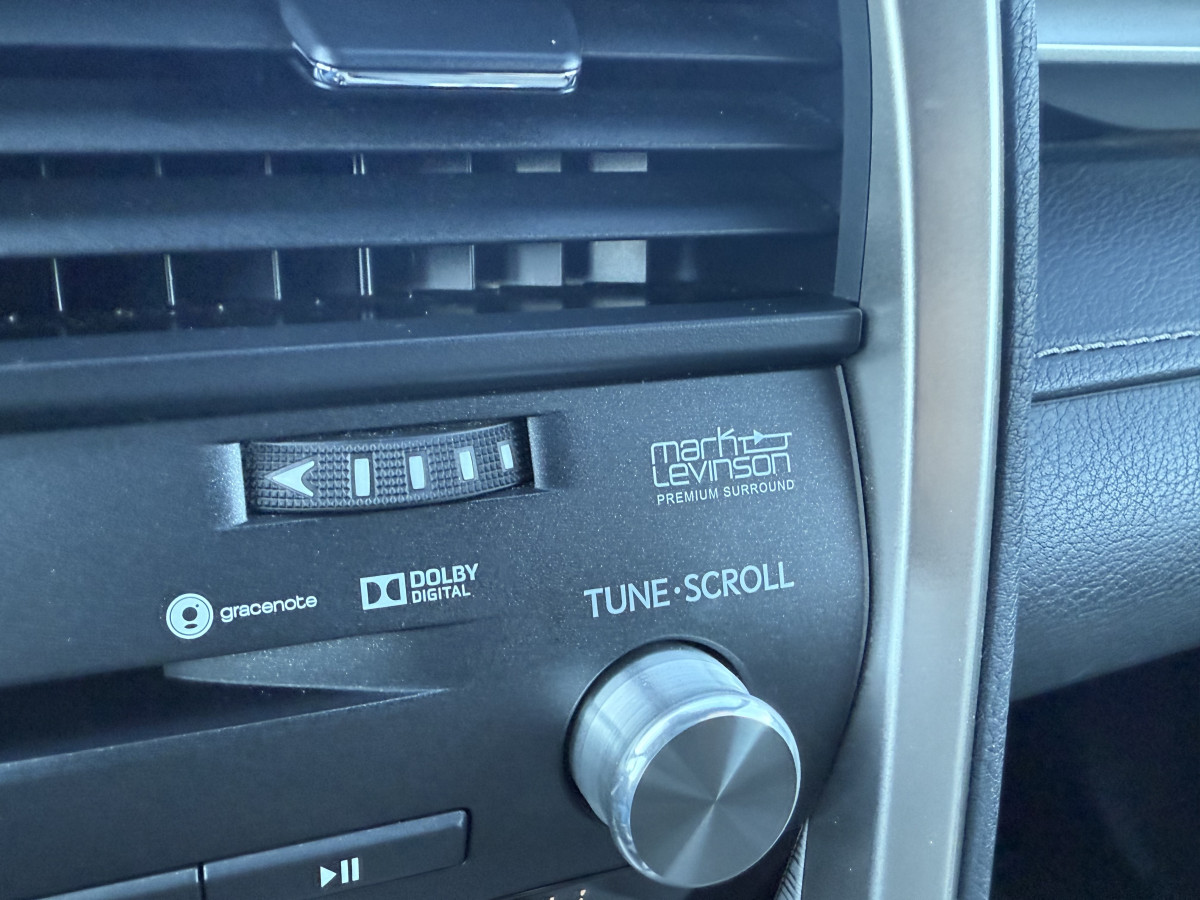 mark
Levinson
PREMIUM SURROUND
gracenote
DOLBY
DIGITAL
TUNE·SCROLL